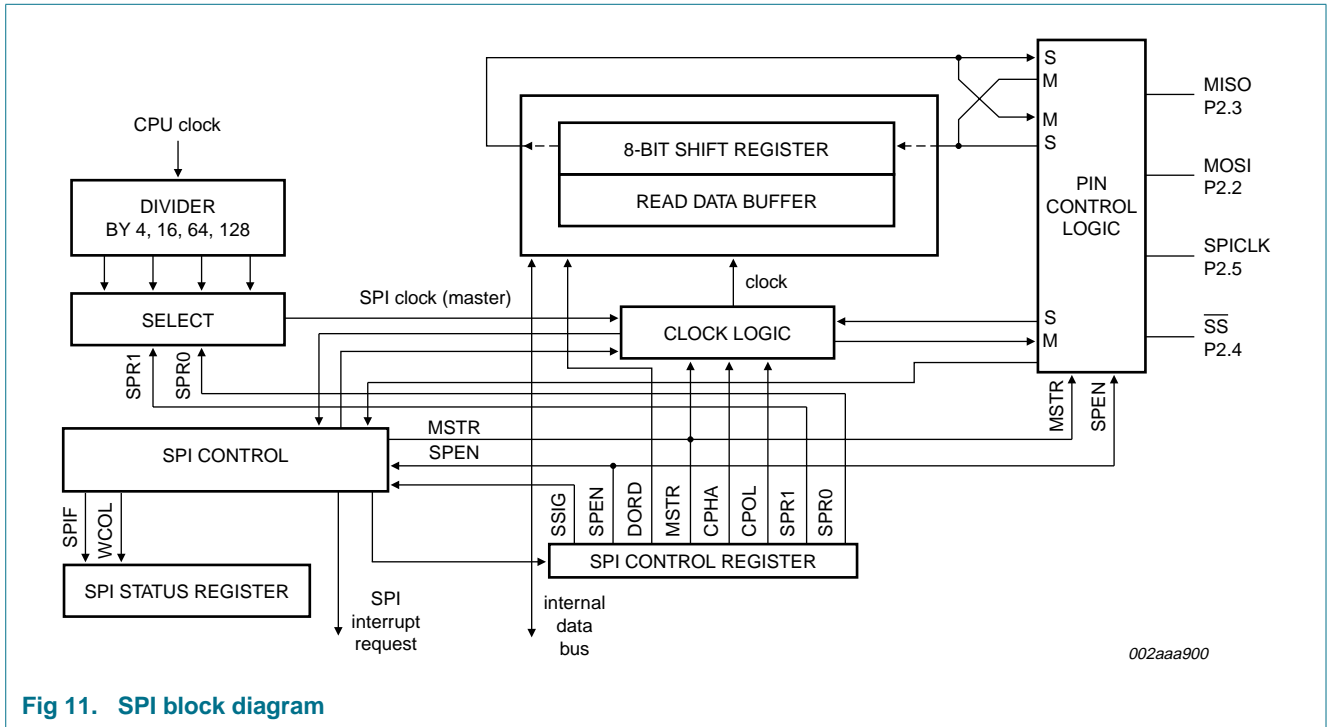 CPU clock
DIVIDER
BY 4, 16, 64, 128
SELECT
SPR1
SPR0
SPI clock (master)
8-BIT SHIFT REGISTER
READ DATA BUFFER
clock
CLOCK LOGIC
S
M
M
S
PIN
CONTROL
LOGIC
S
M
MISO
P2.3
MOSI
P2.2
SPICLK
P2.5
SS
P2.4
MSTR
SPEN
SPI CONTROL
MSTR
SPEN
SPIF
WCOL
SPI STATUS REGISTER
SPI
interrupt
request
SSIG
SPEN
DORD
MSTR
CPHA
CPOL
SPR1
SPR0
SPI CONTROL REGISTER
internal
data
bus
002aaa900
Fig 11. SPI block diagram